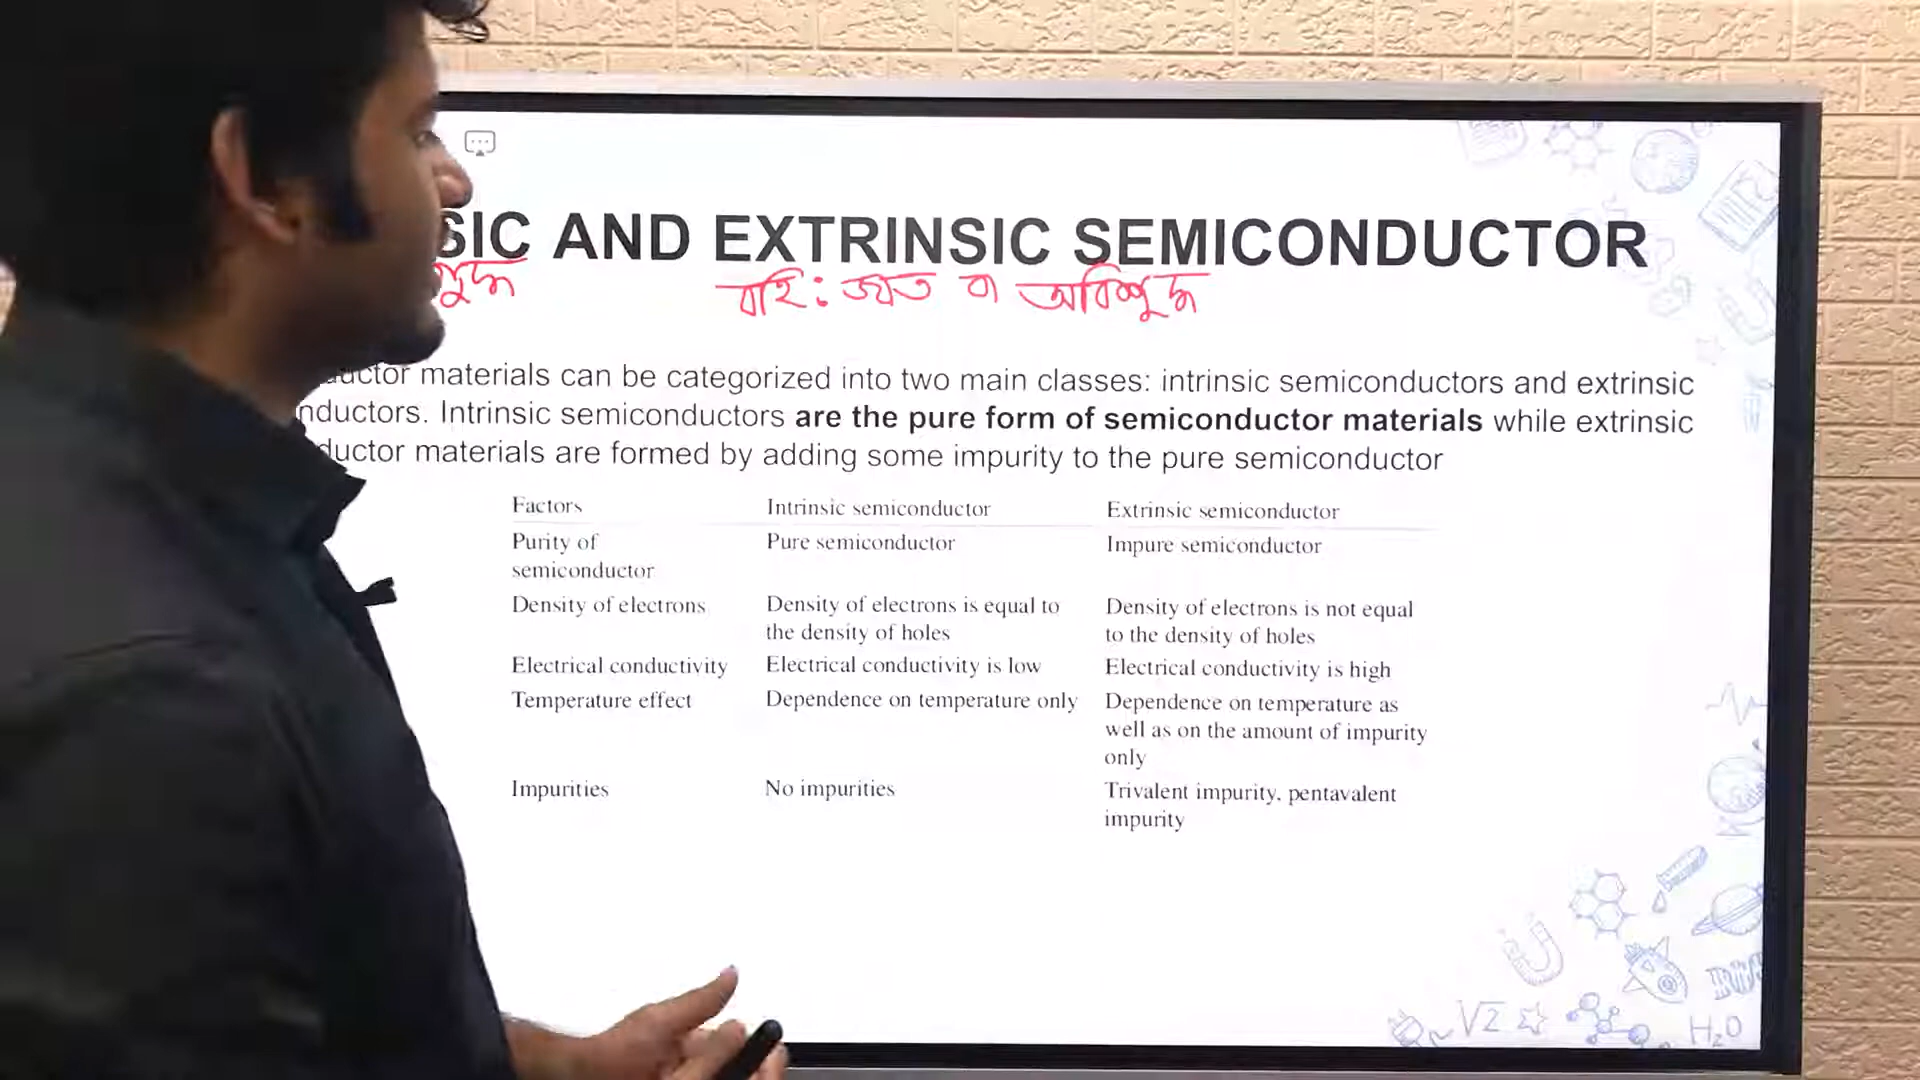 SIC AND EXTRINSIC SEMICONDUCTOR
বহি: জাত বা অবিশুদ্ধ
materials can be categorized into two main classes: intrinsic semiconductors and extrinsic
nductors. Intrinsic semiconductors are the pure form of semiconductor materials while extrinsic
uctor materials are formed by adding some impurity to the pure semiconductor
Factors Intrinsic semiconductor Extrinsic semiconductor
Purity of semiconductor Pure semiconductor Impure semiconductor
Density of electrons Density of electrons is equal to the density of holes Density of electrons is not equal to the density of holes
Electrical conductivity Electrical conductivity is low Electrical conductivity is high
Temperature effect Dependence on temperature only Dependence on temperature as well as on the amount of impurity only
Impurities No impurities Trivalent impurity, pentavalent impurity
√2
H₂O